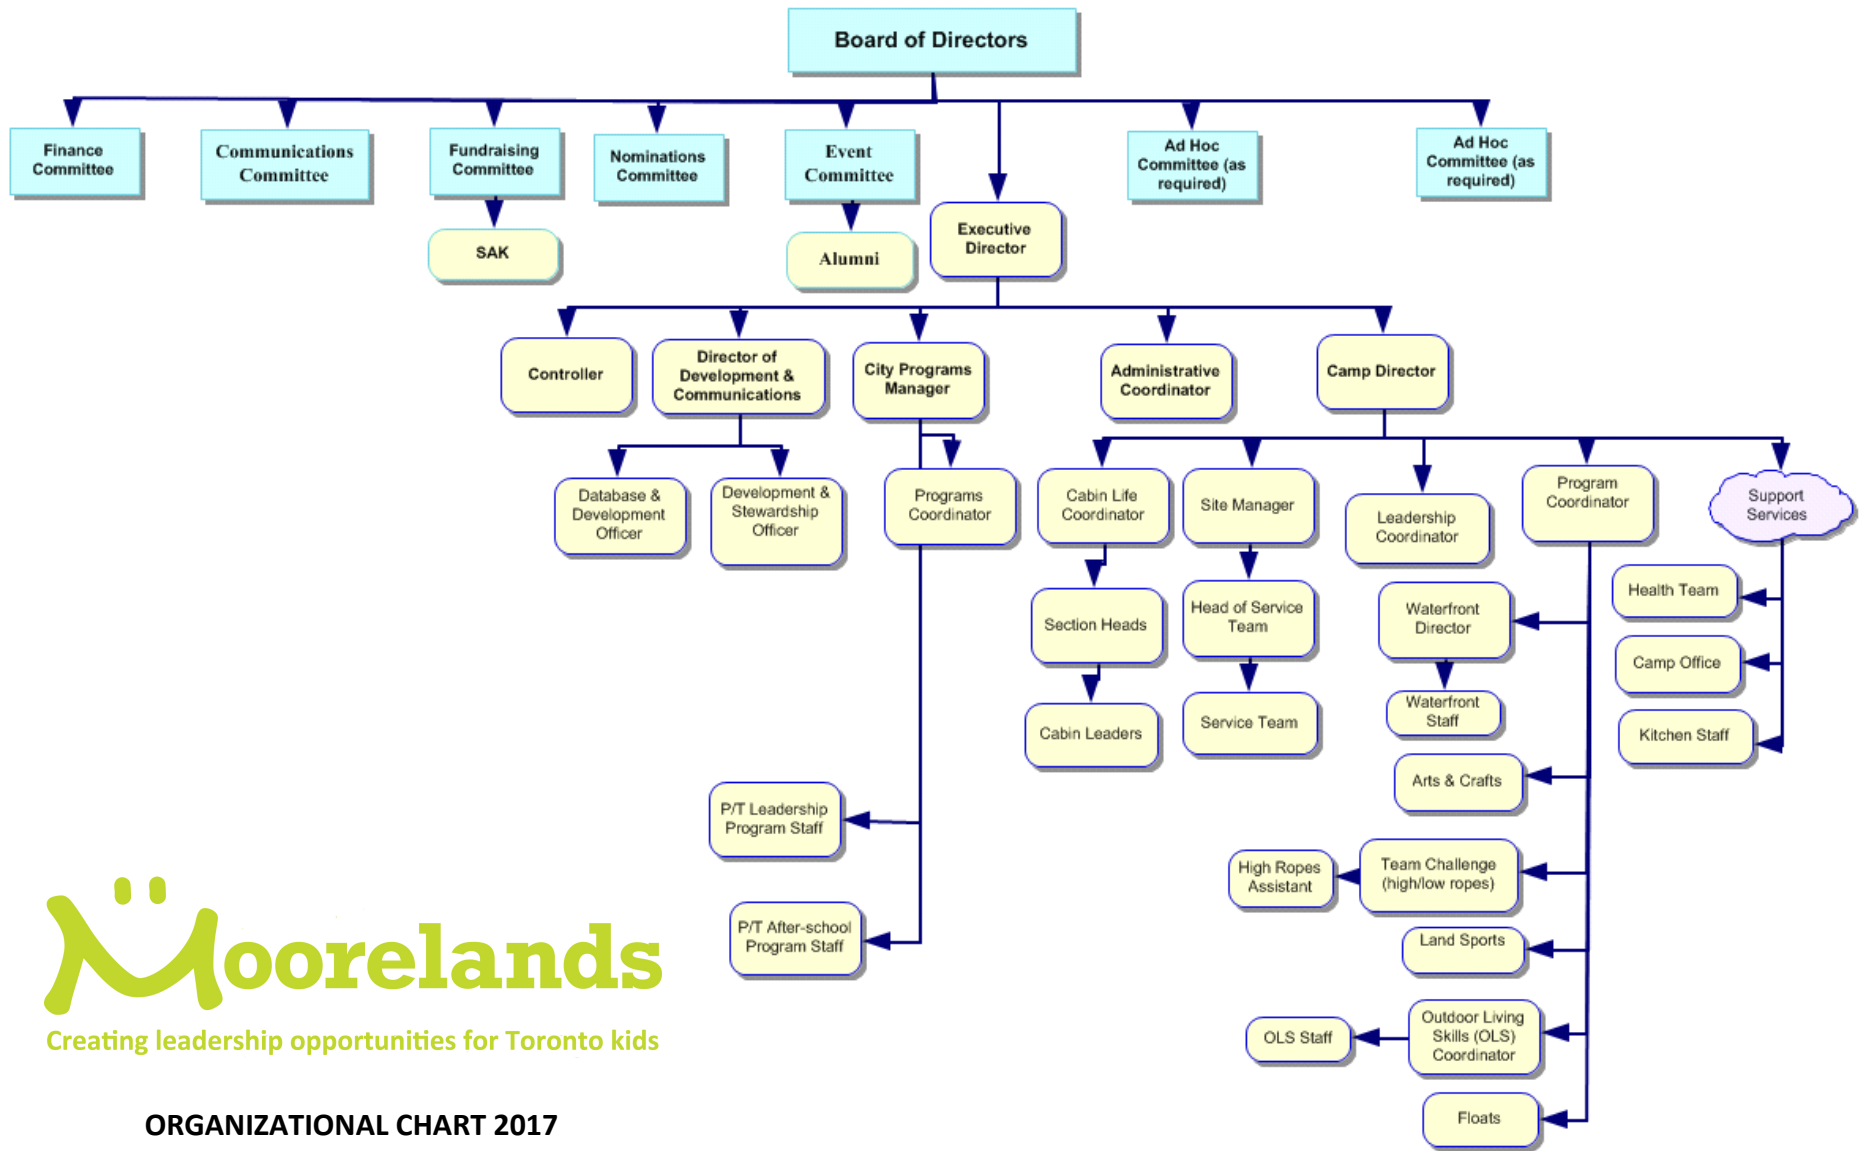 Board of Directors
Finance
Committee
Communications
Committee
Fundraising
Committee
Nominations
Committee
Event
Committee
Ad Hoc
Committee (as
required)
Ad Hoc
Committee (as
required)
SAK
Alumni
Executive
Director
Controller
Director of
Development &
Communications
City Programs
Manager
Administrative
Coordinator
Camp Director
Database &
Development
Officer
Development &
Stewardship
Officer
Programs
Coordinator
Cabin Life
Coordinator
Site Manager
Leadership
Coordinator
Program
Coordinator
Support
Services
Section Heads
Head of Service
Team
Waterfront
Director
Health Team
Cabin Leaders
Service Team
Waterfront
Staff
Camp Office
Kitchen Staff
Arts & Crafts
P/T Leadership
Program Staff
High Ropes
Assistant
Team Challenge
(high/low ropes)
P/T After-school
Program Staff
Land Sports
OLS Staff
Outdoor Living
Skills (OLS)
Coordinator
Floats
Moorelands
Creating leadership opportunities for Toronto kids
ORGANIZATIONAL CHART 2017